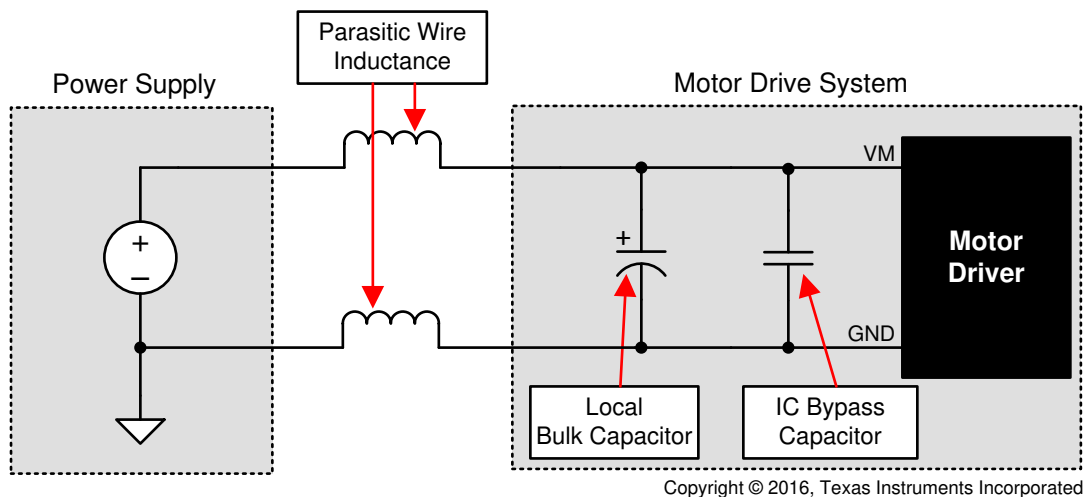 Parasitic Wire
Inductance
Power Supply
Motor Drive System
VM
+
–
+
Motor
Driver
GND
Local
Bulk Capacitor
IC Bypass
Capacitor
Copyright © 2016, Texas Instruments Incorporated